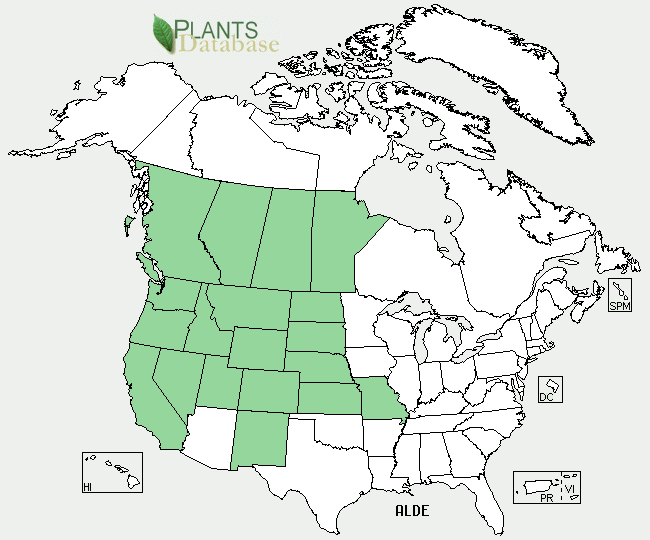 PLANTS
Database
SPM
DC
HI
PR
VI
ALDE